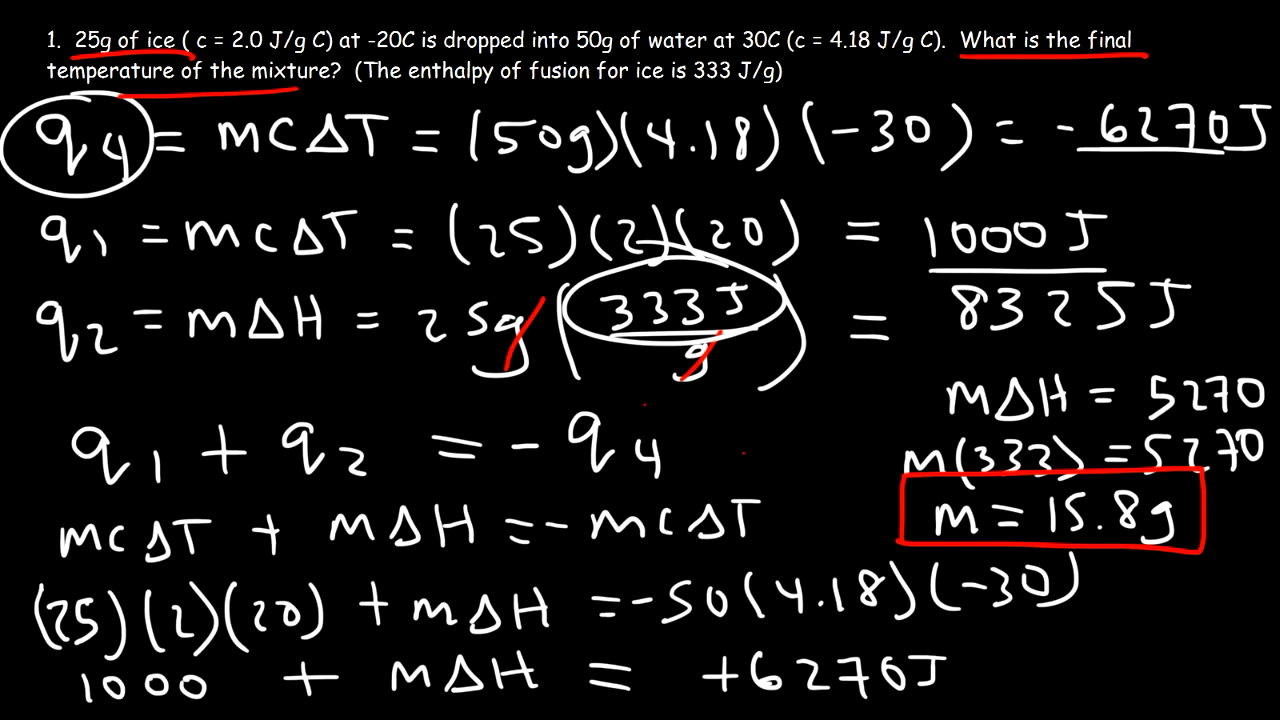 1. 25g of ice ( c = 2.0 J/g C) at -20C is dropped into 50g of water at 30C (c = 4.18 J/g C). What is the final
temperature of the mixture? (The enthalpy of fusion for ice is 333 J/g)
q4 = mCΔT = (50g)(4.18)(-30) = -6270J
q1 = mCΔT = (25)(2)(20) = 1000J
q2 = mΔH = 25g (333J/g) = 8325J
mΔH = 5270
m(333) = 5270
m = 15.8g
q1 + q2 = -q4
mCΔT + mΔH = -mCΔT
(25)(2)(20) + mΔH = -50(4.18)(-30)
1000 + mΔH = +6270J